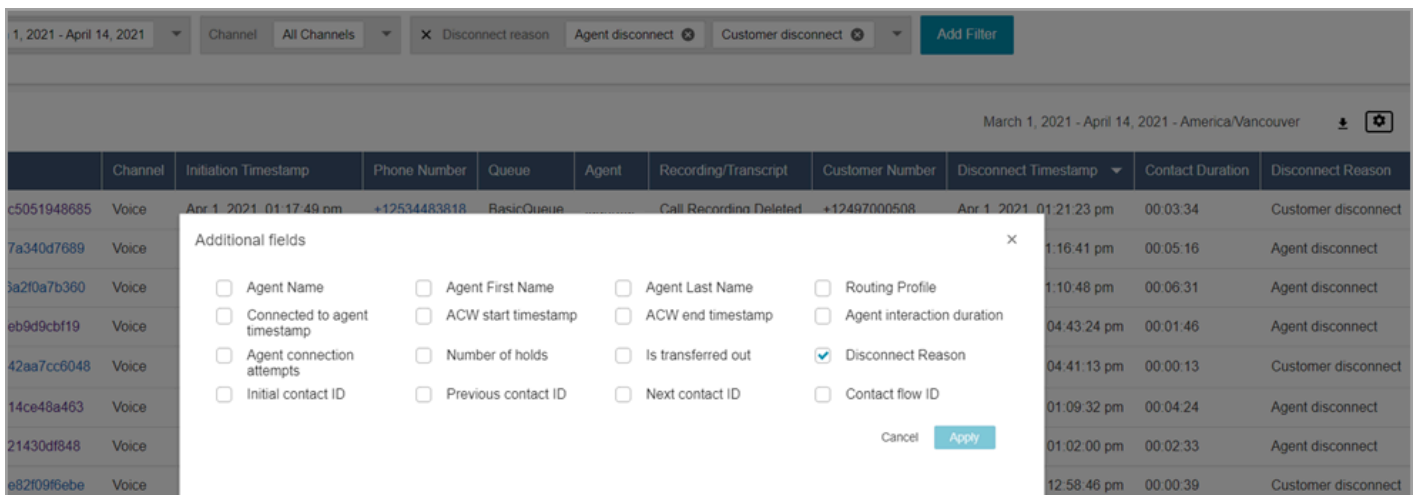 1, 2021 - April 14, 2021 Channel All Channels Disconnect reason Agent disconnect Customer disconnect Add Filter
March 1, 2021 - April 14, 2021 - America/Vancouver
Channel Initiation Timestamp Phone Number Queue Agent Recording/Transcript Customer Number Disconnect Timestamp Contact Duration Disconnect Reason
c5051948685 Voice Apr 1, 2021, 01:17:49 pm +12534483818 BasicQueue Call Recording Deleted +12497000508 Apr 1, 2021, 01:21:23 pm 00:03:34 Customer disconnect
Additional fields
7a340d7689 Voice 1:16:41 pm 00:05:16 Agent disconnect
Agent Name Agent First Name Agent Last Name Routing Profile
6a2f0a7b360 Voice 1:10:48 pm 00:06:31 Agent disconnect
Connected to agent timestamp ACW start timestamp ACW end timestamp Agent interaction duration
eb9d9cbf19 Voice 04:43:24 pm 00:01:46 Agent disconnect
Agent connection attempts Number of holds Is transferred out Disconnect Reason
42aa7cc6048 Voice 04:41:13 pm 00:00:13 Customer disconnect
Initial contact ID Previous contact ID Next contact ID Contact flow ID
14ce48a463 Voice 01:09:32 pm 00:04:24 Agent disconnect
Cancel Apply
21430df848 Voice 01:02:00 pm 00:02:33 Agent disconnect
e82f09f6ebe Voice 12:58:46 pm 00:00:39 Customer disconnect